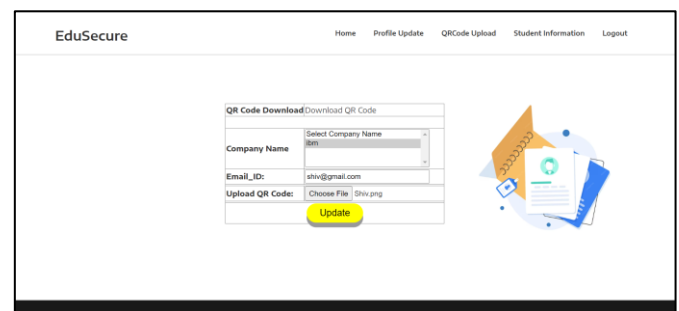 EduSecure
Home Profile Update QRCode Upload Student Information Logout
QR Code Download Download QR Code
Company Name
Select Company Name
ibm
Email_ID: shiv@gmail.com
Upload QR Code: Choose File Shiv.png
Update